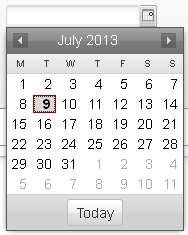 July 2013
M T W T F S S
1 2 3 4 5 6 7
8 9 10 11 12 13 14
15 16 17 18 19 20 21
22 23 24 25 26 27 28
29 30 31 1 2 3 4
5 6 7 8 9 10 11
Today